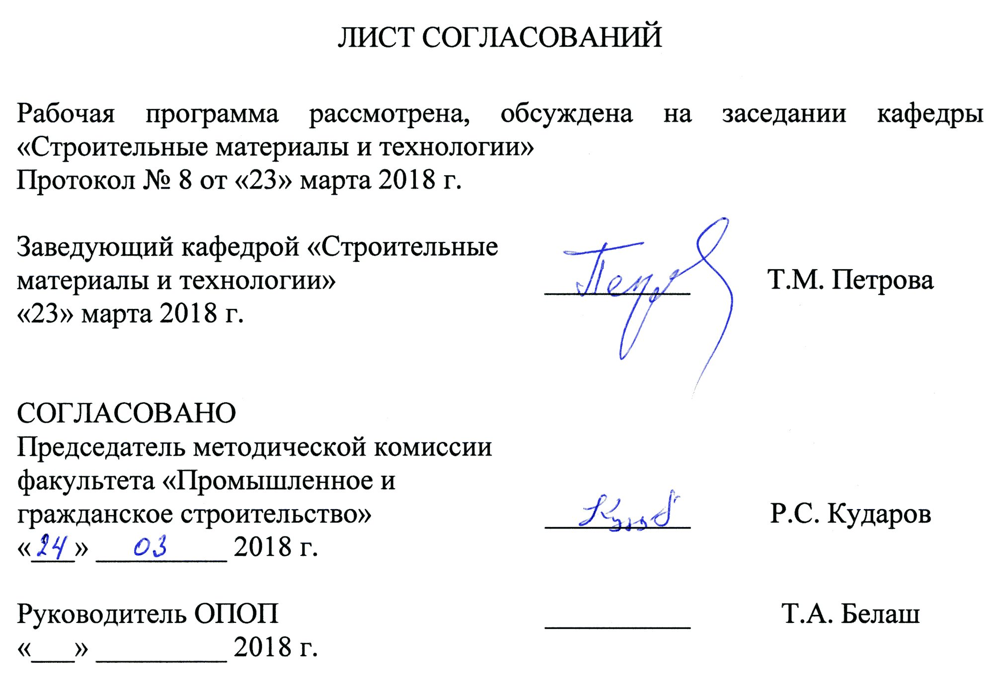 ЛИСТ СОГЛАСОВАНИЙ
Рабочая программа рассмотрена, обсуждена на заседании кафедры
«Строительные материалы и технологии»
Протокол № 8 от «23» марта 2018 г.
Заведующий кафедрой «Строительные
материалы и технологии» Т.М. Петрова
«23» марта 2018 г.
СОГЛАСОВАНО
Председатель методической комиссии
факультета «Промышленное и
гражданское строительство» Р.С. Кударов
«24» 03 2018 г.
Руководитель ОПОП Т.А. Белаш
«___» _________ 2018 г.